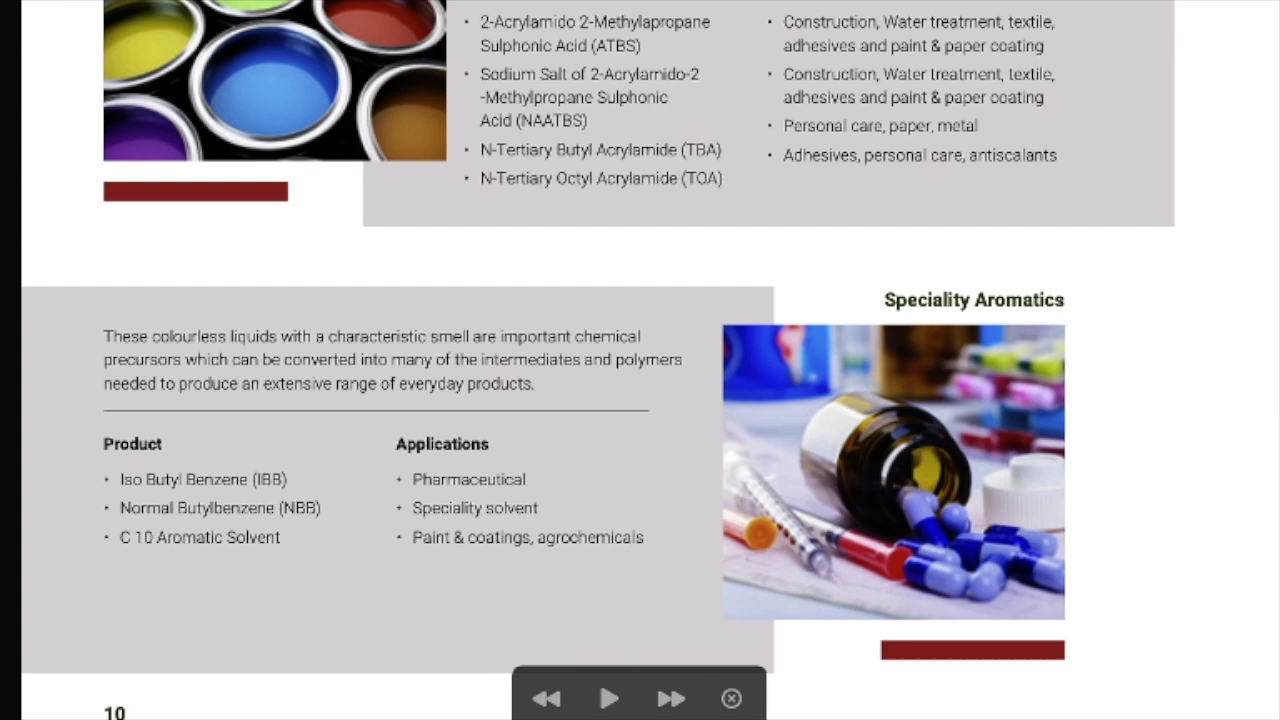 2-Acrylamido 2-Methylapropane
Sulphonic Acid (ATBS)
Sodium Salt of 2-Acrylamido-2
-Methylpropane Sulphonic
Acid (NAATBS)
N-Tertiary Butyl Acrylamide (TBA)
N-Tertiary Octyl Acrylamide (TOA)
Construction, Water treatment, textile,
adhesives and paint & paper coating
Construction, Water treatment, textile,
adhesives and paint & paper coating
Personal care, paper, metal
Adhesives, personal care, antiscalants
Speciality Aromatics
These colourless liquids with a characteristic smell are important chemical
precursors which can be converted into many of the intermediates and polymers
needed to produce an extensive range of everyday products.
Product
Iso Butyl Benzene (IBB)
Normal Butylbenzene (NBB)
C 10 Aromatic Solvent
Applications
Pharmaceutical
Speciality solvent
Paint & coatings, agrochemicals
10